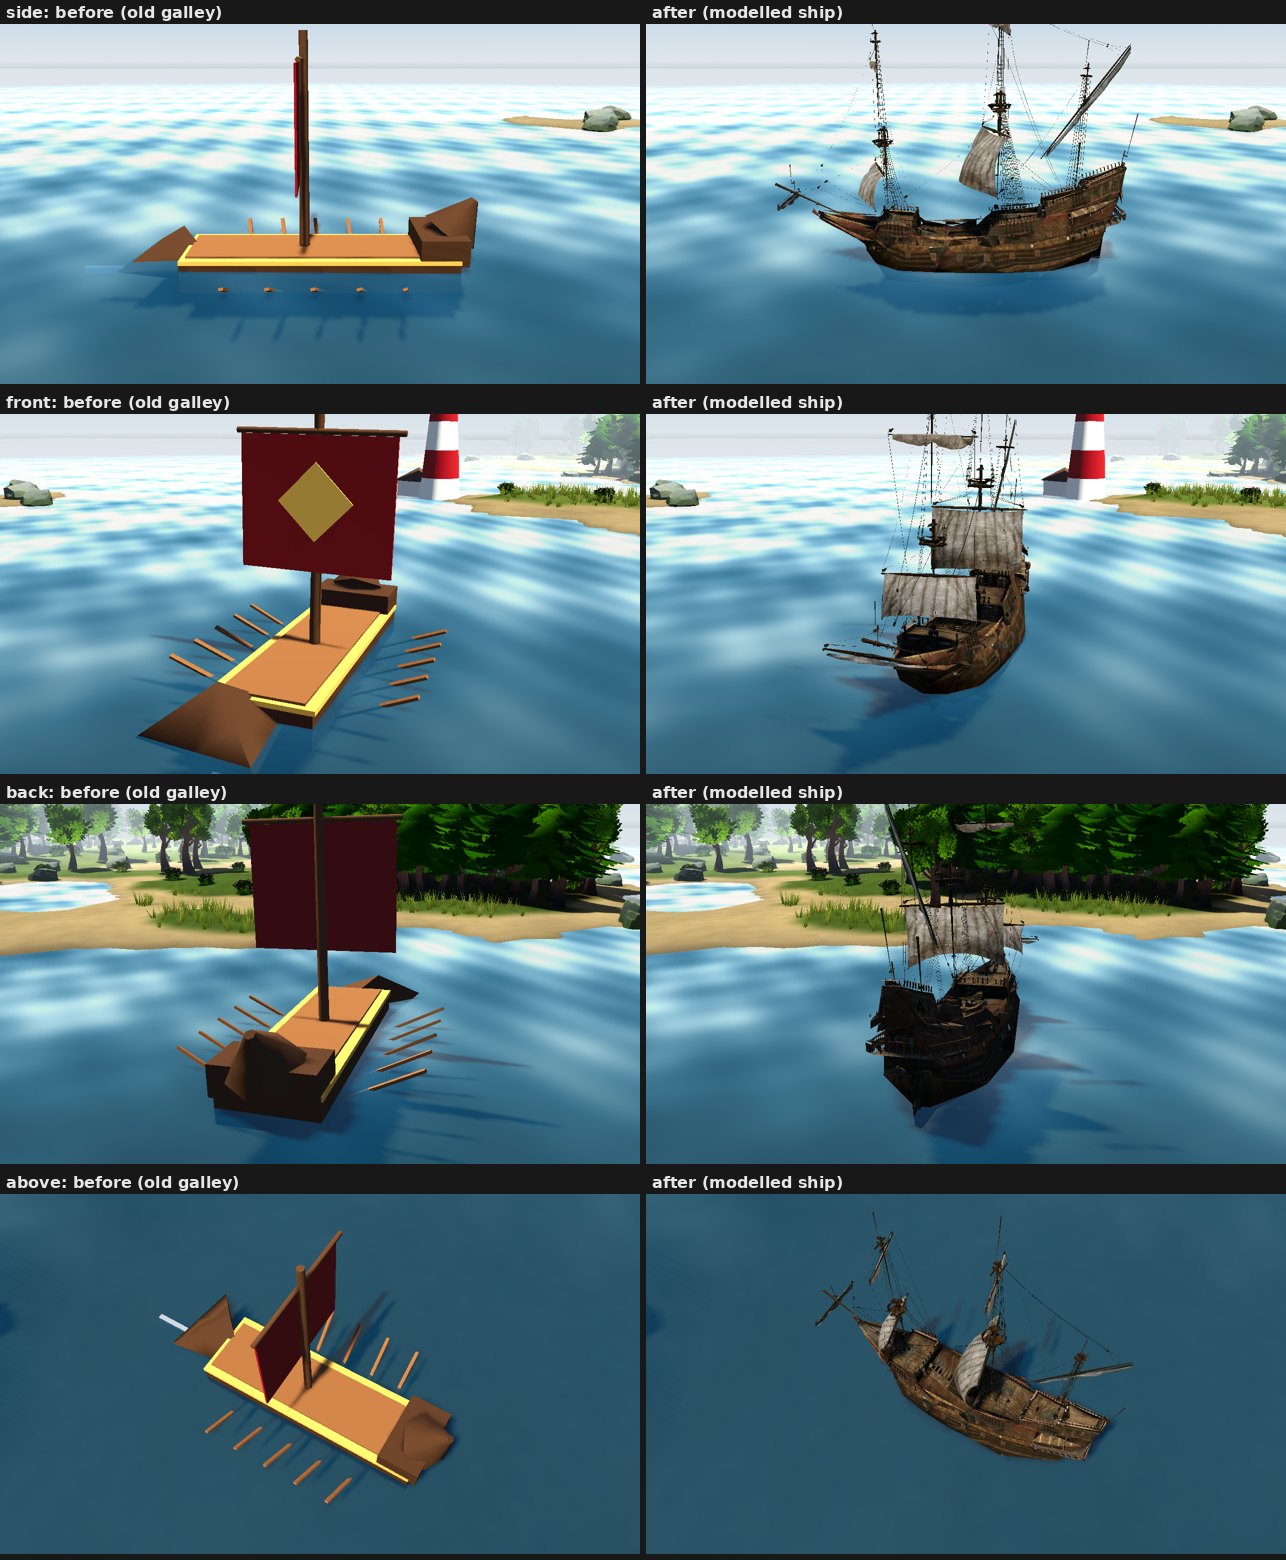 side: before (old galley)
after (modelled ship)
front: before (old galley)
after (modelled ship)
back: before (old galley)
after (modelled ship)
above: before (old galley)
after (modelled ship)